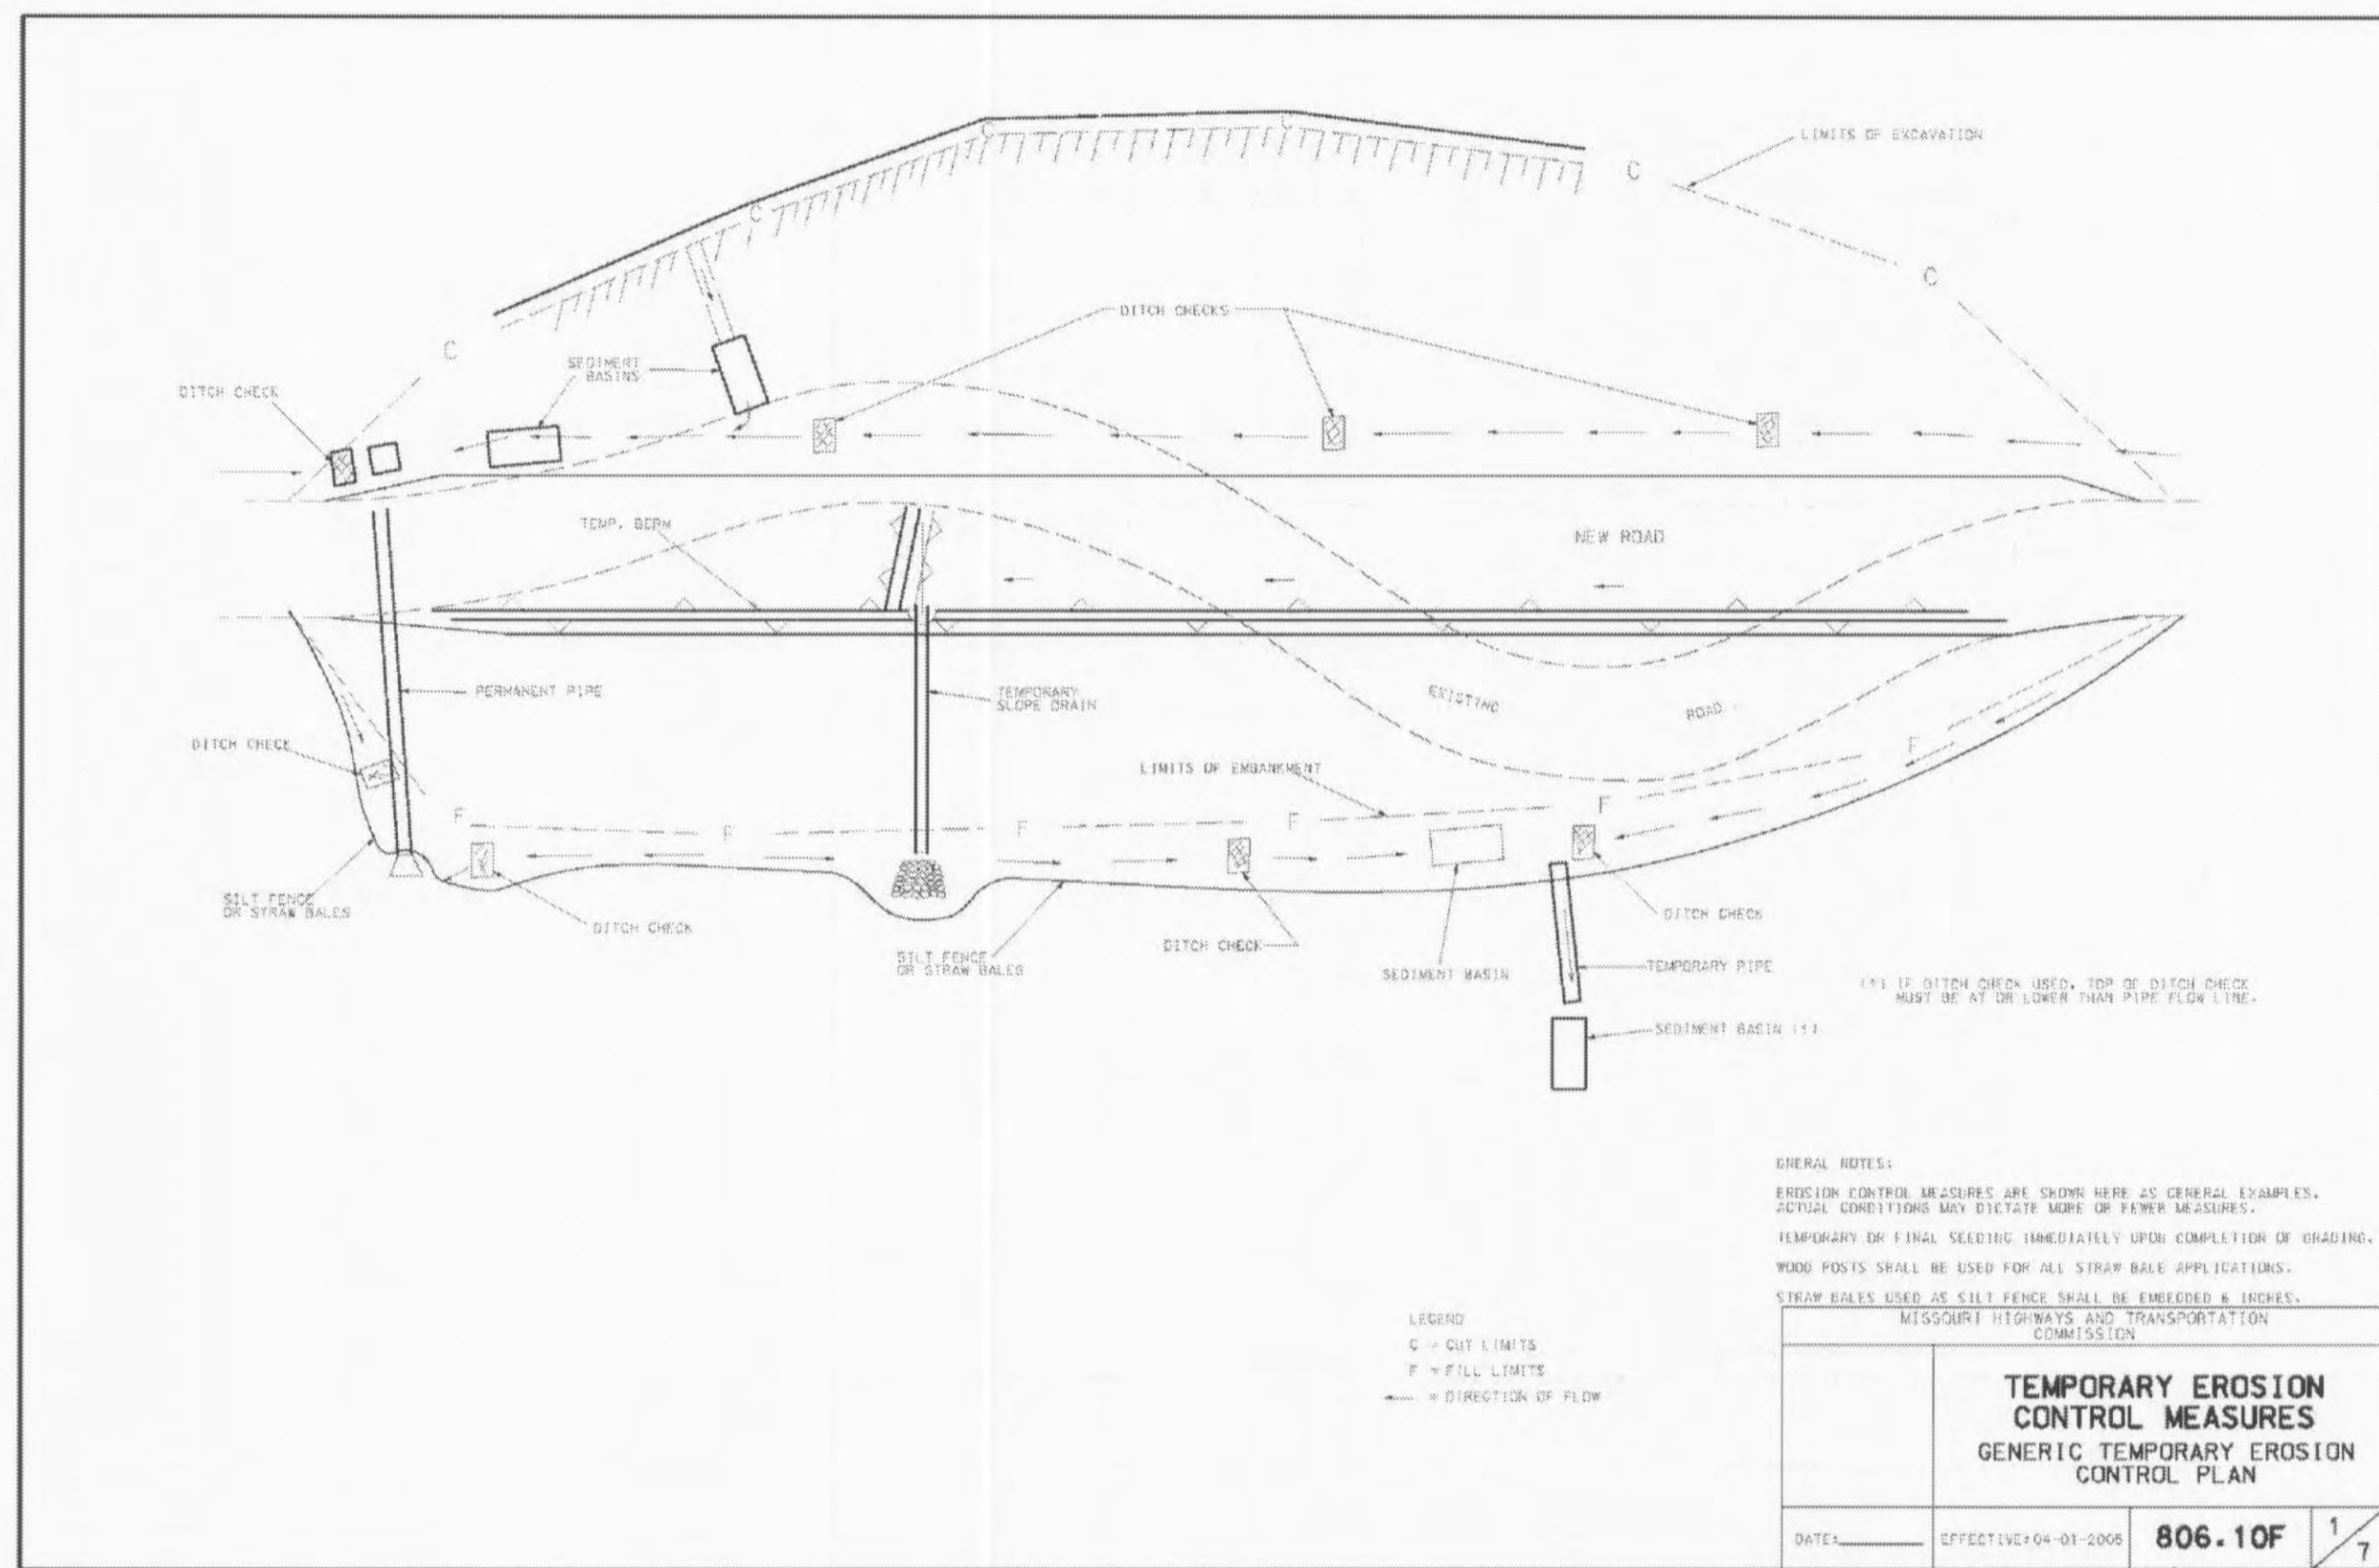 LIMITS OF EXCAVATION
C
C
C
C
C
DITCH CHECKS
DITCH CHECK
SEDIMENT
BASINS
TEMP. BERM
NEW ROAD
PERMANENT PIPE
TEMPORARY
SLOPE DRAIN
EXISTING
ROAD
DITCH CHECK
LIMITS OF EMBANKMENT
F
F
F
F
F
F
SILT FENCE
OR STRAW BALES
DITCH CHECK
SILT FENCE
OR STRAW BALES
DITCH CHECK
SEDIMENT BASIN
DITCH CHECK
TEMPORARY PIPE
SEDIMENT BASIN (1)
(1) IF DITCH CHECK USED, TOP OF DITCH CHECK
MUST BE AT OR LOWER THAN PIPE FLOW LINE.
GNERAL NOTES:
EROSION CONTROL MEASURES ARE SHOWN HERE AS GENERAL EXAMPLES.
ACTUAL CONDITIONS MAY DICTATE MORE OR FEWER MEASURES.
TEMPORARY OR FINAL SEEDING IMMEDIATELY UPON COMPLETION OF GRADING.
WOOD POSTS SHALL BE USED FOR ALL STRAW BALE APPLICATIONS.
STRAW BALES USED AS SILT FENCE SHALL BE EMBEDDED 6 INCHES.
LEGEND
C = CUT LIMITS
F = FILL LIMITS
= DIRECTION OF FLOW
MISSOURI HIGHWAYS AND TRANSPORTATION
COMMISSION
TEMPORARY EROSION
CONTROL MEASURES
GENERIC TEMPORARY EROSION
CONTROL PLAN
DATE:
EFFECTIVE: 04-01-2005
806.10F
1/7